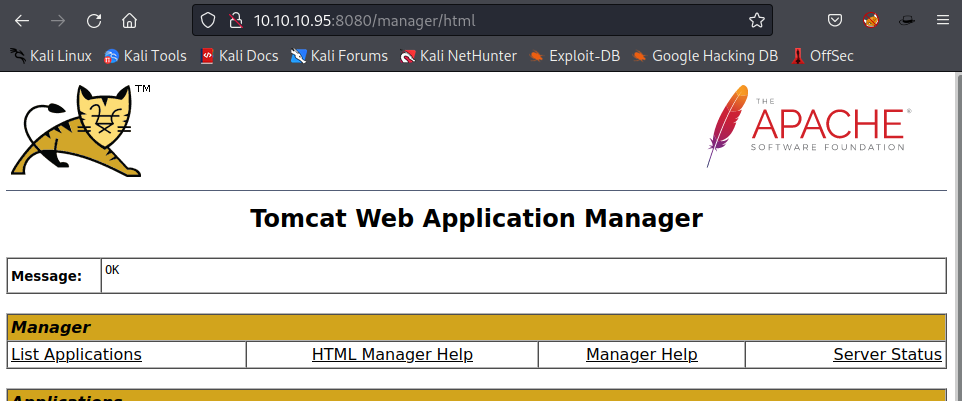 10.10.10.95:8080/manager/html
Kali Linux Kali Tools Kali Docs Kali Forums Kali NetHunter Exploit-DB Google Hacking DB OffSec
TM
THE
APACHE®
SOFTWARE FOUNDATION
Tomcat Web Application Manager
Message: OK
Manager
List Applications HTML Manager Help Manager Help Server Status
Applications